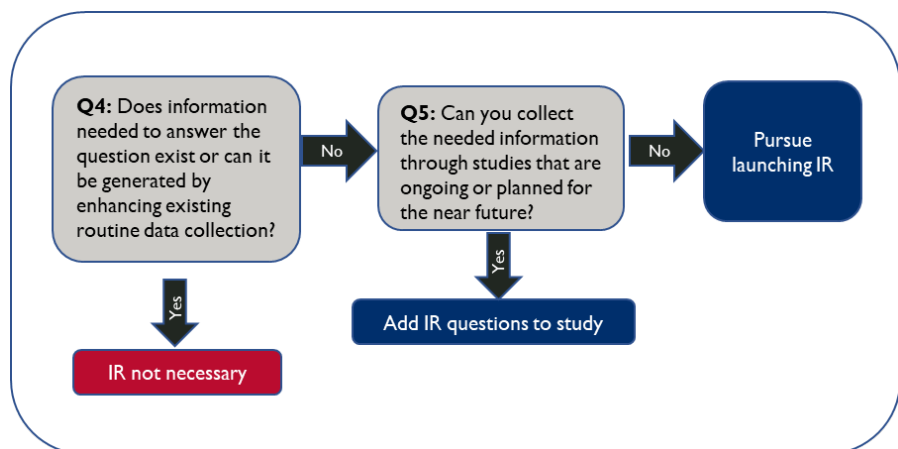 Q4: Does information
needed to answer the
question exist or can it
be generated by
enhancing existing
routine data collection?
No
Q5: Can you collect
the needed information
through studies that are
ongoing or planned for
the near future?
No
Pursue
launching IR
Yes
IR not necessary
Yes
Add IR questions to study